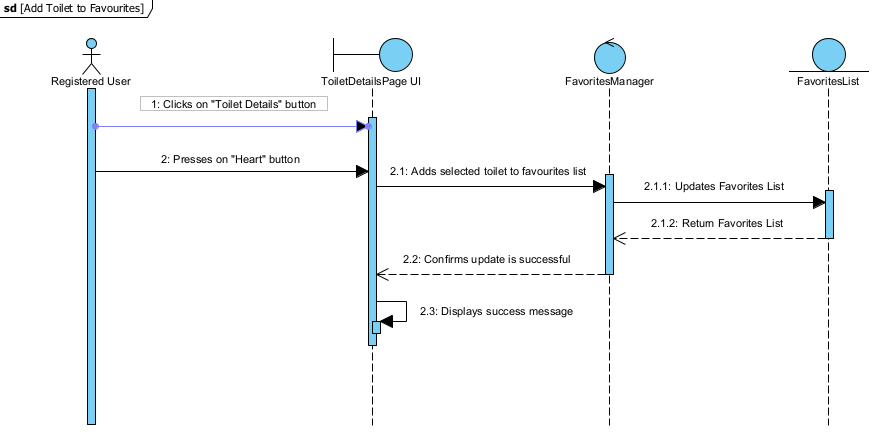 sd [Add Toilet to Favourites]
Registered User
ToiletDetailsPage UI
FavoritesManager
FavoritesList
1: Clicks on "Toilet Details" button
2: Presses on "Heart" button
2.1: Adds selected toilet to favourites list
2.1.1: Updates Favorites List
2.1.2: Return Favorites List
2.2: Confirms update is successful
2.3: Displays success message